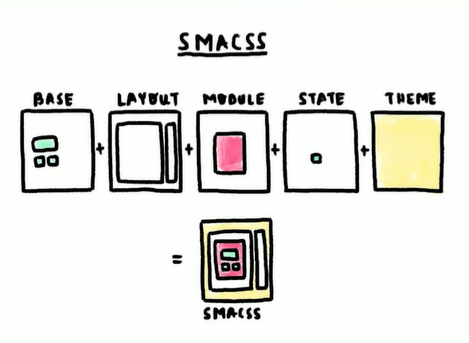 SMACSS
BASE LAYOUT MODULE STATE THEME
+ + + +
=
SMACSS